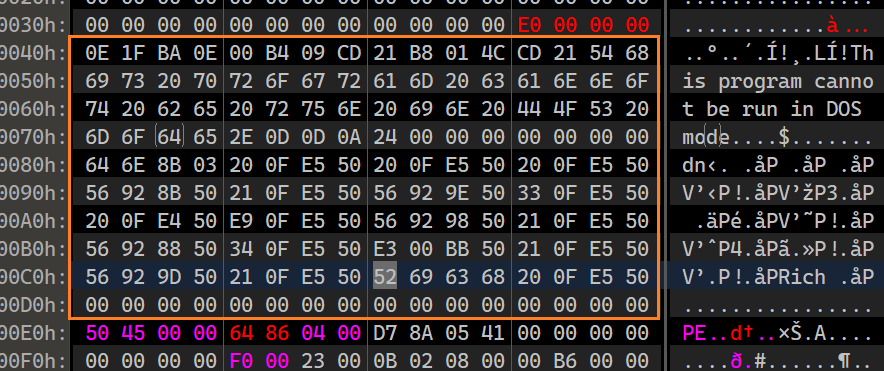 0030h: 00 00 00 00 00 00 00 00 00 00 00 00 E0 00 00 00 ............à...
0040h: 0E 1F BA 0E 00 B4 09 CD 21 B8 01 4C CD 21 54 68 ..º..´.Í!¸.LÍ!Th
0050h: 69 73 20 70 72 6F 67 72 61 6D 20 63 61 6E 6E 6F is program canno
0060h: 74 20 62 65 20 72 75 6E 20 69 6E 20 44 4F 53 20 t be run in DOS
0070h: 6D 6F 64 65 2E 0D 0D 0A 24 00 00 00 00 00 00 00 mode....$.......
0080h: 64 6E 8B 03 20 0F E5 50 20 0F E5 50 20 0F E5 50 dn‹. .åP .åP .åP
0090h: 56 92 8B 50 21 0F E5 50 56 92 9E 50 33 0F E5 50 V’‹P!.åPV’žP3.åP
00A0h: 20 0F E4 50 E9 0F E5 50 56 92 98 50 21 0F E5 50 .äPé.åPV’˜P!.åP
00B0h: 56 92 88 50 34 0F E5 50 E3 00 BB 50 21 0F E5 50 V’ˆP4.åPã.»P!.åP
00C0h: 56 92 9D 50 21 0F E5 50 52 69 63 68 20 0F E5 50 V’.P!.åPRich .åP
00D0h: 00 00 00 00 00 00 00 00 00 00 00 00 00 00 00 00 ................
00E0h: 50 45 00 00 64 86 04 00 D7 8A 05 41 00 00 00 00 PE..d†..×Š.A....
00F0h: 00 00 00 00 F0 00 23 00 0B 02 08 00 00 B6 00 00 ....ð.#......¶..